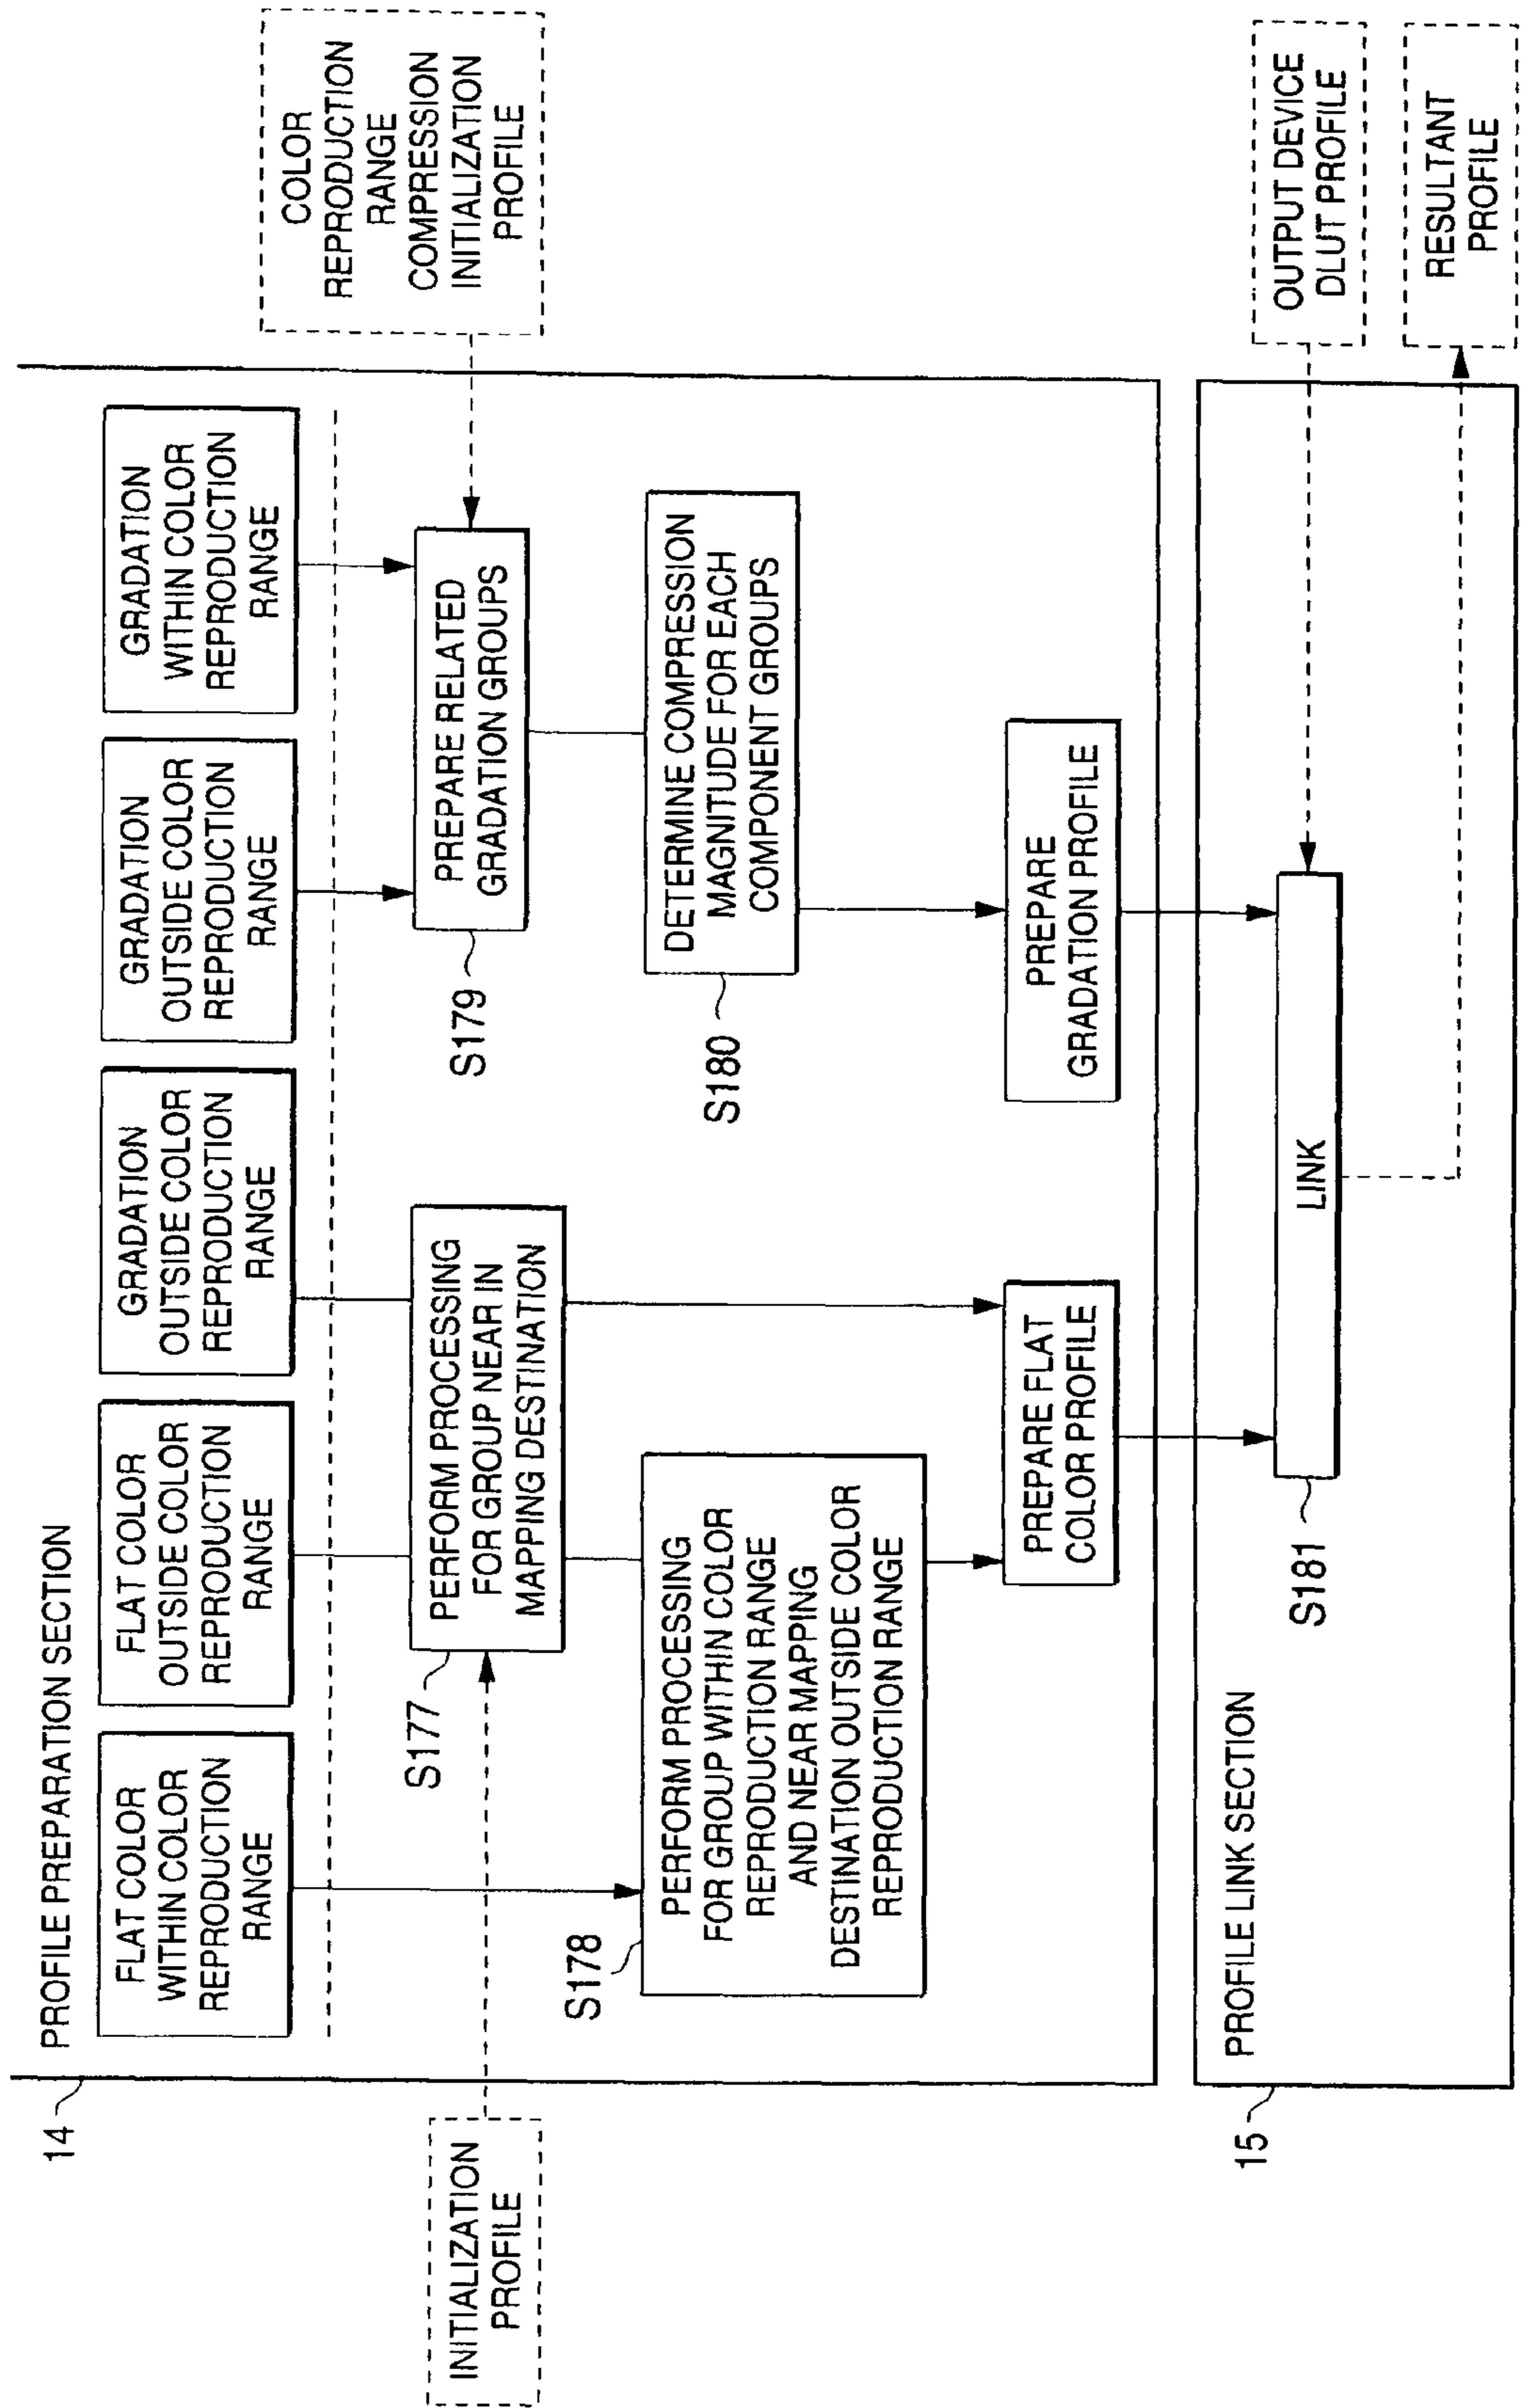 14
PROFILE PREPARATION SECTION
FLAT COLOR
WITHIN COLOR
REPRODUCTION
RANGE
FLAT COLOR
OUTSIDE COLOR
REPRODUCTION
RANGE
GRADATION
OUTSIDE COLOR
REPRODUCTION
RANGE
GRADATION
OUTSIDE COLOR
REPRODUCTION
RANGE
GRADATION
WITHIN COLOR
REPRODUCTION
RANGE
INITIALIZATION
PROFILE
S177
PERFORM PROCESSING
FOR GROUP NEAR IN
MAPPING DESTINATION
S179
PREPARE RELATED
GRADATION GROUPS
COLOR
REPRODUCTION
RANGE
COMPRESSION
INITIALIZATION
PROFILE
S178
PERFORM PROCESSING
FOR GROUP WITHIN COLOR
REPRODUCTION RANGE
AND NEAR MAPPING
DESTINATION OUTSIDE COLOR
REPRODUCTION RANGE
S180
DETERMINE COMPRESSION
MAGNITUDE FOR EACH
COMPONENT GROUPS
PREPARE FLAT
COLOR PROFILE
PREPARE
GRADATION PROFILE
15
PROFILE LINK SECTION
S181
LINK
OUTPUT DEVICE
DLUT PROFILE
RESULTANT
PROFILE